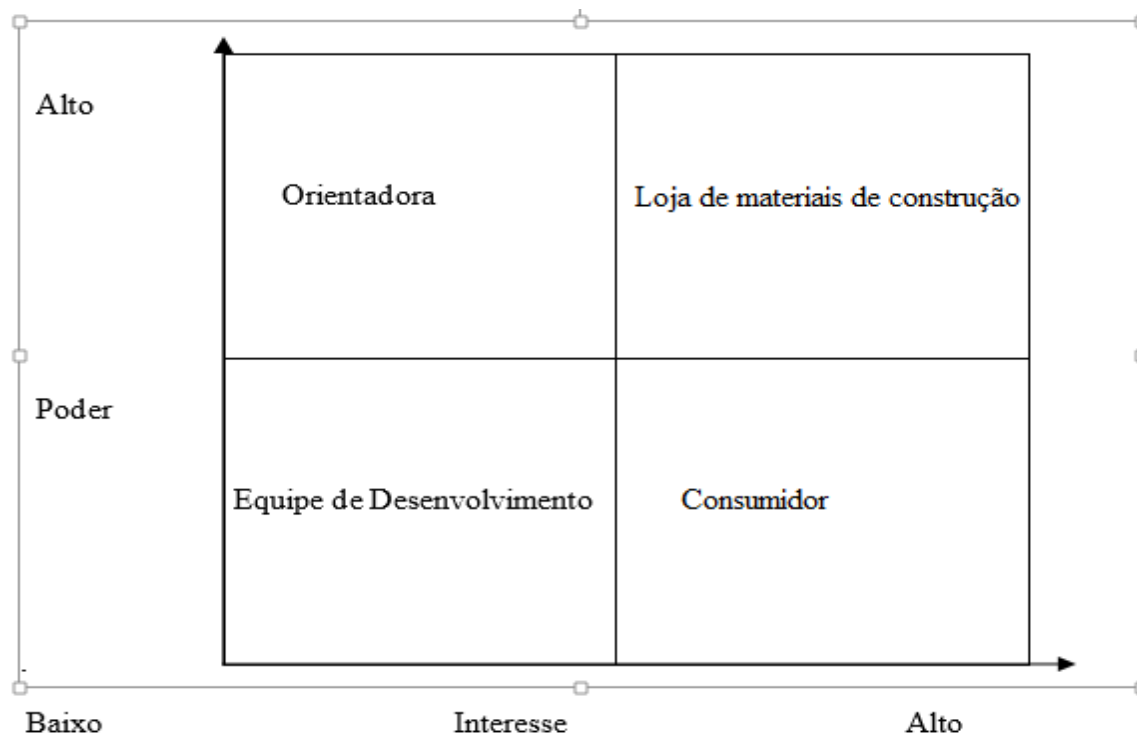 Alto
Orientadora
Loja de materiais de construção
Poder
Equipe de Desenvolvimento
Consumidor
Baixo
Interesse
Alto